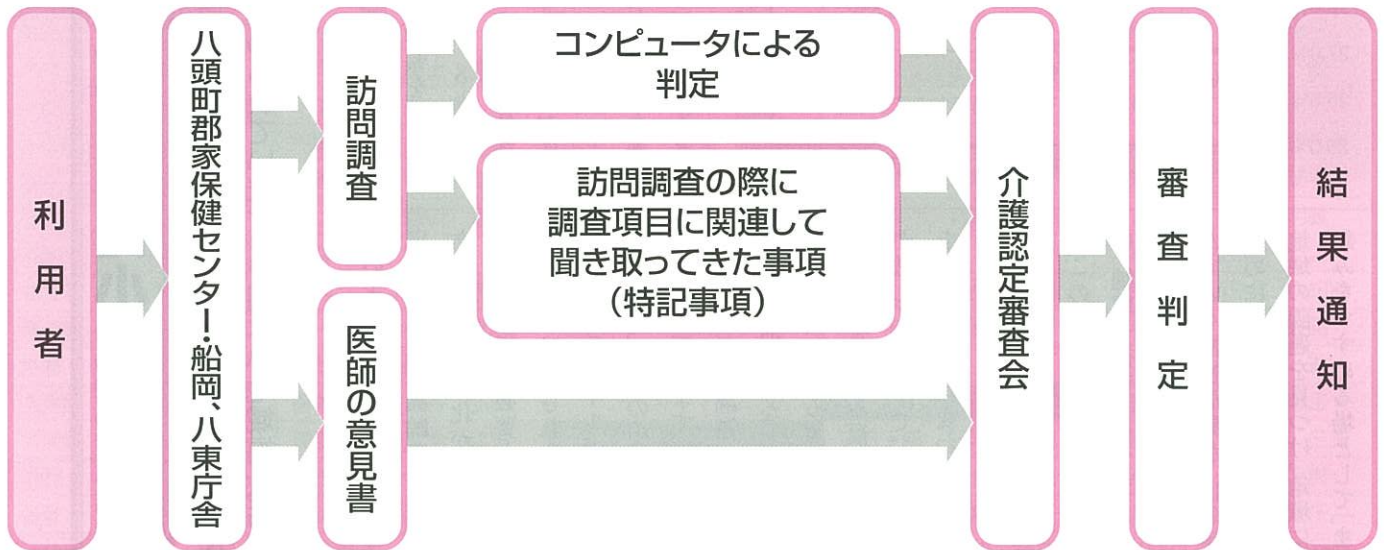 利用者
八頭町郡家保健センター・船岡、八東庁舎
訪問調査
コンピュータによる
判定
訪問調査の際に
調査項目に関連して
聞き取ってきた事項
（特記事項）
医師の意見書
介護認定審査会
審査判定
結果通知